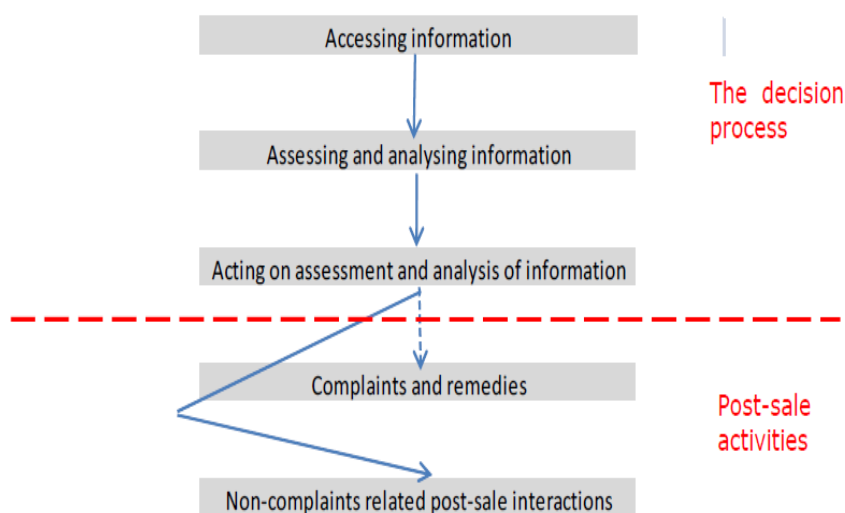 Accessing information
The decision
process
Assessing and analysing information
Acting on assessment and analysis of information
Complaints and remedies
Post-sale
activities
Non-complaints related post-sale interactions